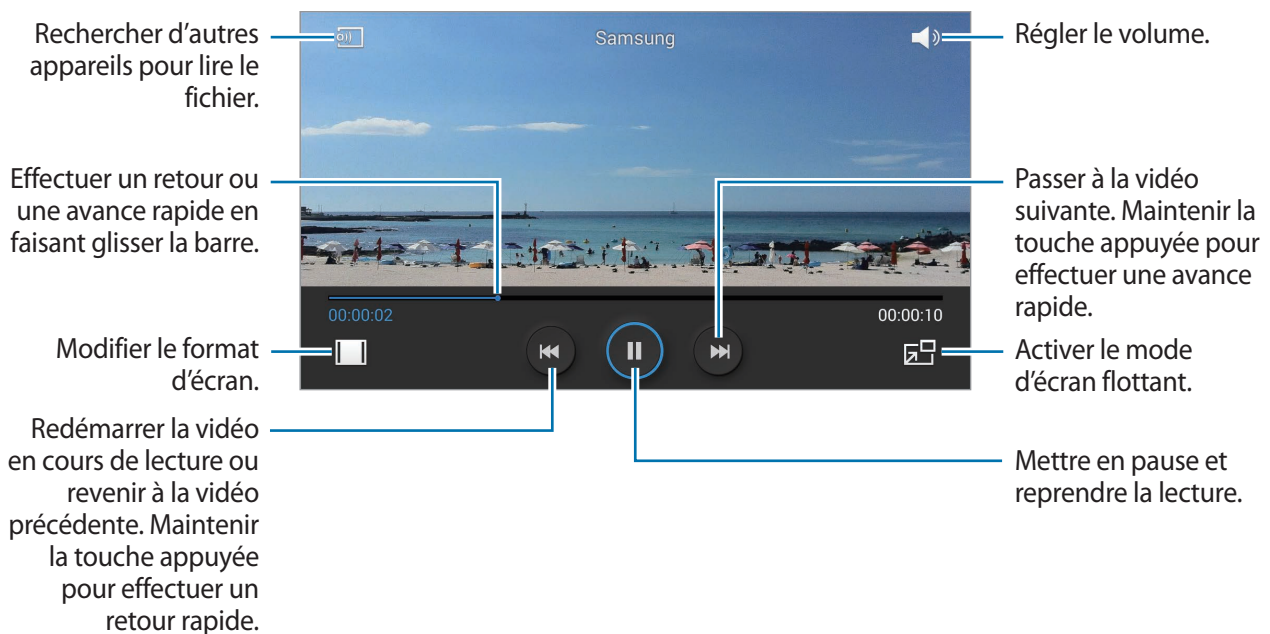 Rechercher d’autres
appareils pour lire le
fichier.
Samsung
Régler le volume.
Effectuer un retour ou
une avance rapide en
faisant glisser la barre.
Passer à la vidéo
suivante. Maintenir la
touche appuyée pour
effectuer une avance
rapide.
00:00:02
00:00:10
Modifier le format
d’écran.
Activer le mode
d’écran flottant.
Redémarrer la vidéo
en cours de lecture ou
revenir à la vidéo
précédente. Maintenir
la touche appuyée
pour effectuer un
retour rapide.
Mettre en pause et
reprendre la lecture.